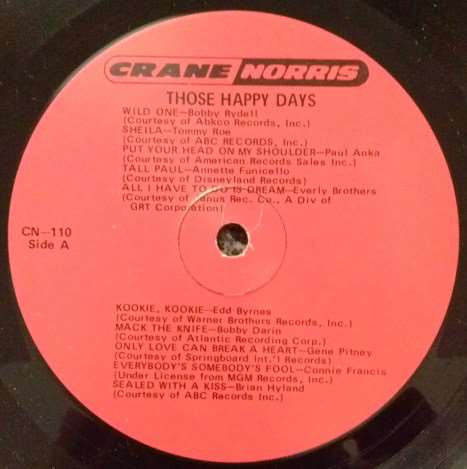 CRANE NORRIS
THOSE HAPPY DAYS
WILD ONE—Bobby Rydell
(Courtesy of Abkco Records, Inc.)
SHEILA—Tommy Roe
(Courtesy of ABC RECORDS, Inc.)
PUT YOUR HEAD ON MY SHOULDER—Paul Anka
(Courtesy of American Records Sales Inc.)
TALL PAUL—Annette Funicello
(Courtesy of Disneyland Records)
ALL I HAVE TO DO IS DREAM—Everly Brothers
(Courtesy of Janus Rec. Co., A Div of
GRT Corporation)
CN—110
Side A
KOOKIE, KOOKIE—Edd Byrnes
(Courtesy of Warner Brothers Records, Inc.)
MACK THE KNIFE—Bobby Darin
(Courtesy of Atlantic Recording Corp.)
ONLY LOVE CAN BREAK A HEART—Gene Pitney
(Courtesy of Springboard Int.'l Records)
EVERYBODY'S SOMEBODY'S FOOL—Connie Francis
(Under License from MGM Records, Inc.)
SEALED WITH A KISS—Brian Hyland
(Courtesy of ABC Records Inc.)